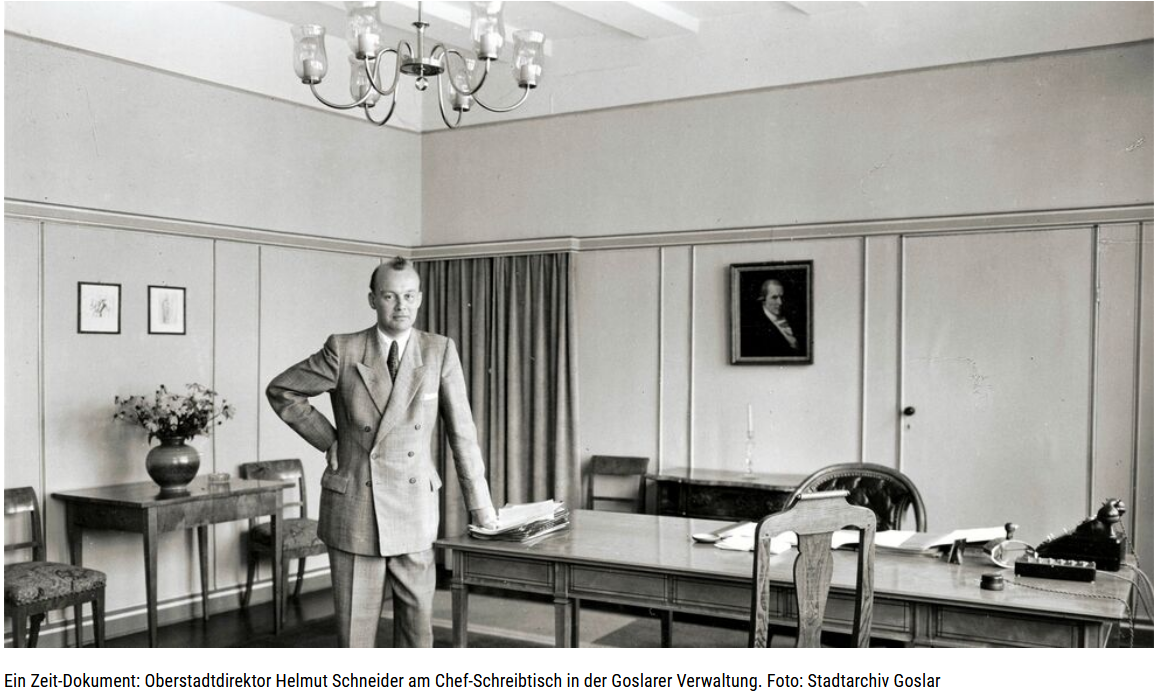 Ein Zeit-Dokument: Oberstadtdirektor Helmut Schneider am Chef-Schreibtisch in der Goslarer Verwaltung. Foto: Stadtarchiv Goslar